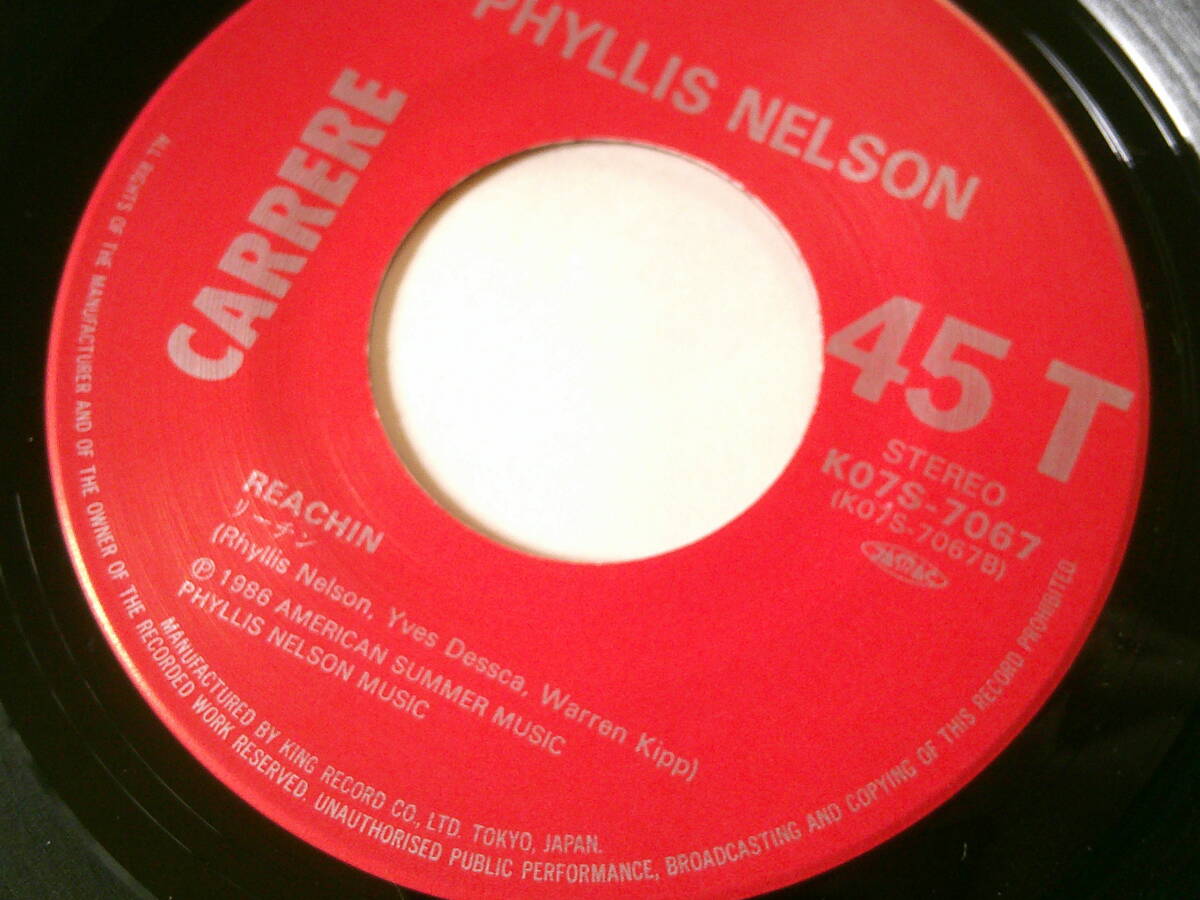 PHYLLIS NELSON
CARRERE
45 T
STEREO
K07S-7067
(K07S-7067B)
REACHIN
リーチン
(Rhyllis Nelson, Yves Dessca, Warren Kipp)
Ⓟ 1986 AMERICAN SUMMER MUSIC
PHYLLIS NELSON MUSIC
MANUFACTURED BY KING RECORD CO., LTD. TOKYO, JAPAN.
ALL RIGHTS OF THE MANUFACTURER AND OF THE OWNER OF THE RECORDED WORK RESERVED. UNAUTHORISED PUBLIC PERFORMANCE, BROADCASTING AND COPYING OF THIS RECORD PROHIBITED